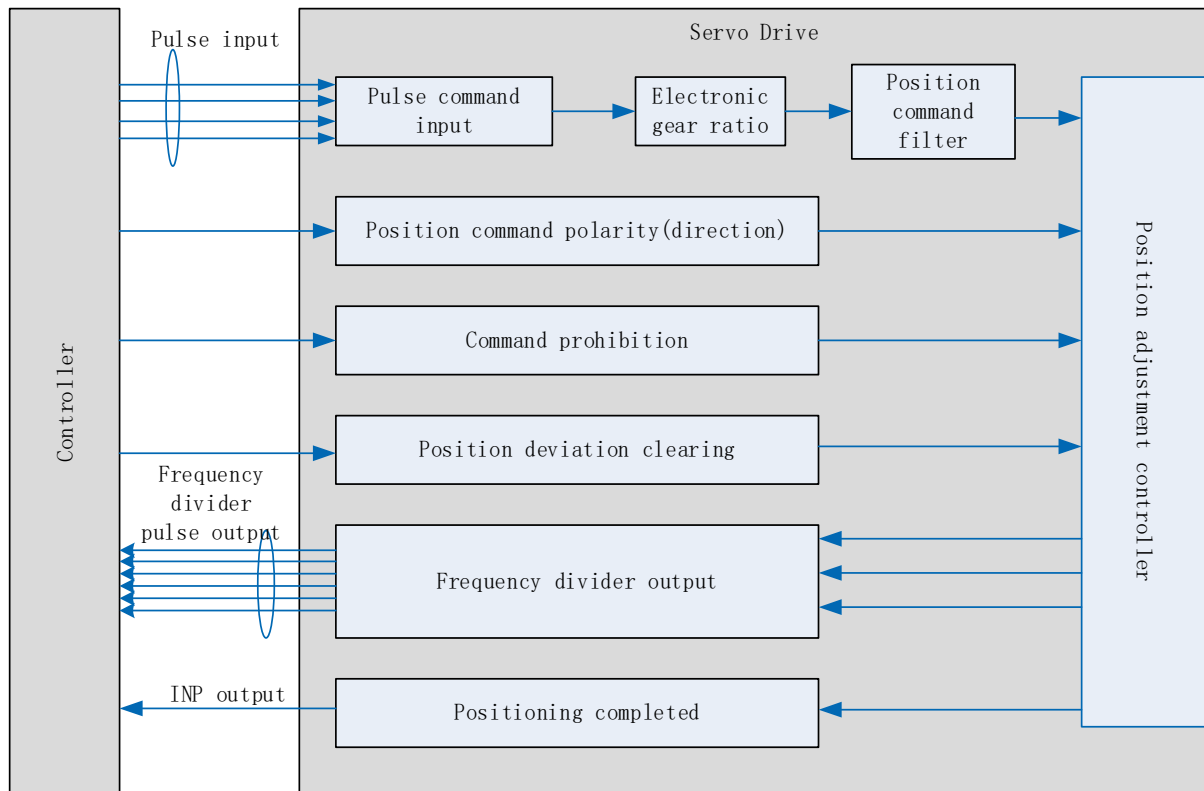 Servo Drive
Pulse input
Pulse command
input
Electronic
gear ratio
Position
command
filter
Position command polarity(direction)
Command prohibition
Position deviation clearing
Controller
Position adjustment controller
Frequency
divider
pulse output
Frequency divider output
INP output
Positioning completed